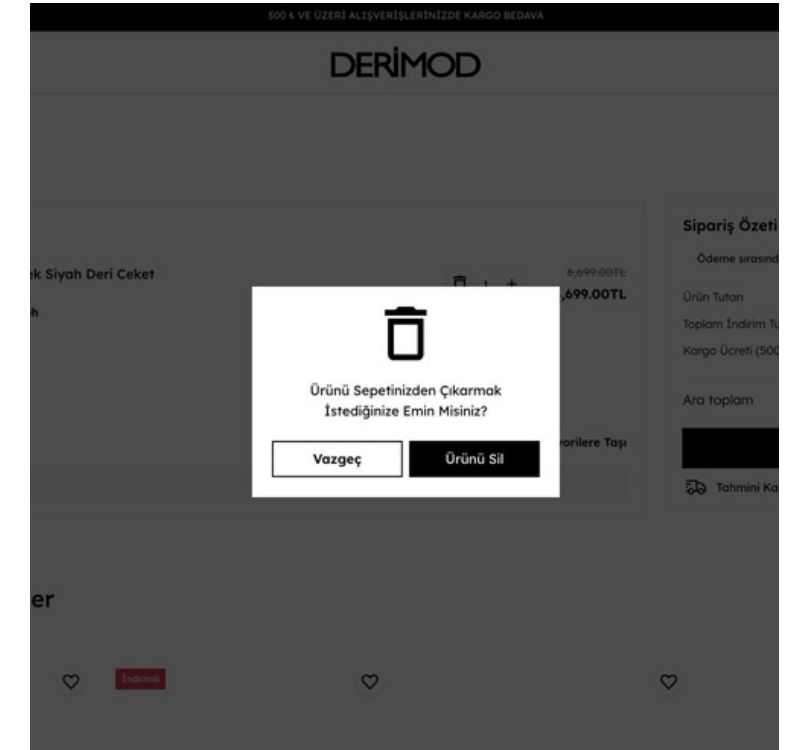 500 ₺ VE ÜZERİ ALIŞVERİŞLERİNİZDE KARGO BEDAVA
DERİMOD
Sipariş Özeti
Ödeme sırasınd
ek Siyah Deri Ceket
1 +
6,699.00TL
,699.00TL
Ürün Tutarı
Toplam İndirim Tu
Kargo Ücreti (500
Ürünü Sepetinizden Çıkarmak
İstediğinize Emin Misiniz?
Ara toplam
vorilere Taşı
Vazgeç
Ürünü Sil
Tahmini Ka
er
İndirimli